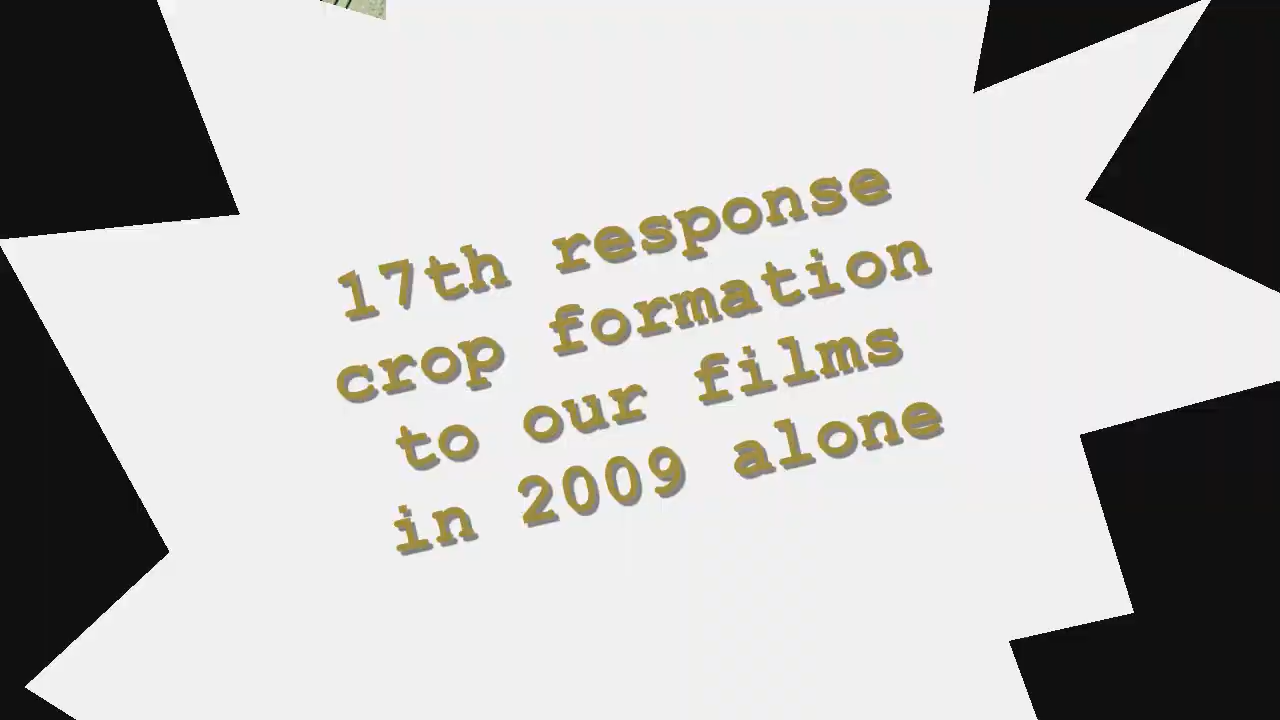 17th response
crop formation
to our films
in 2009 alone